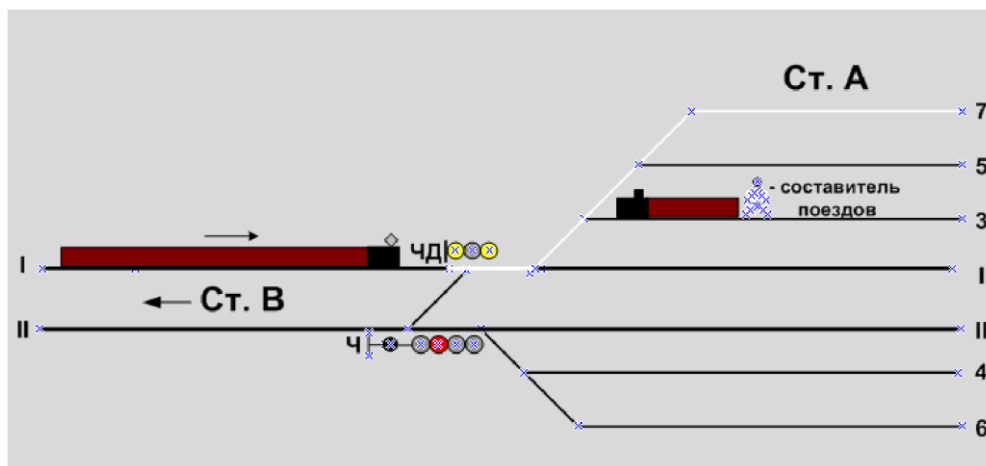 Ст. А
7
5
- составитель
поездов
3
ЧД
I
I
Ст. В
II
II
Ч
4
6